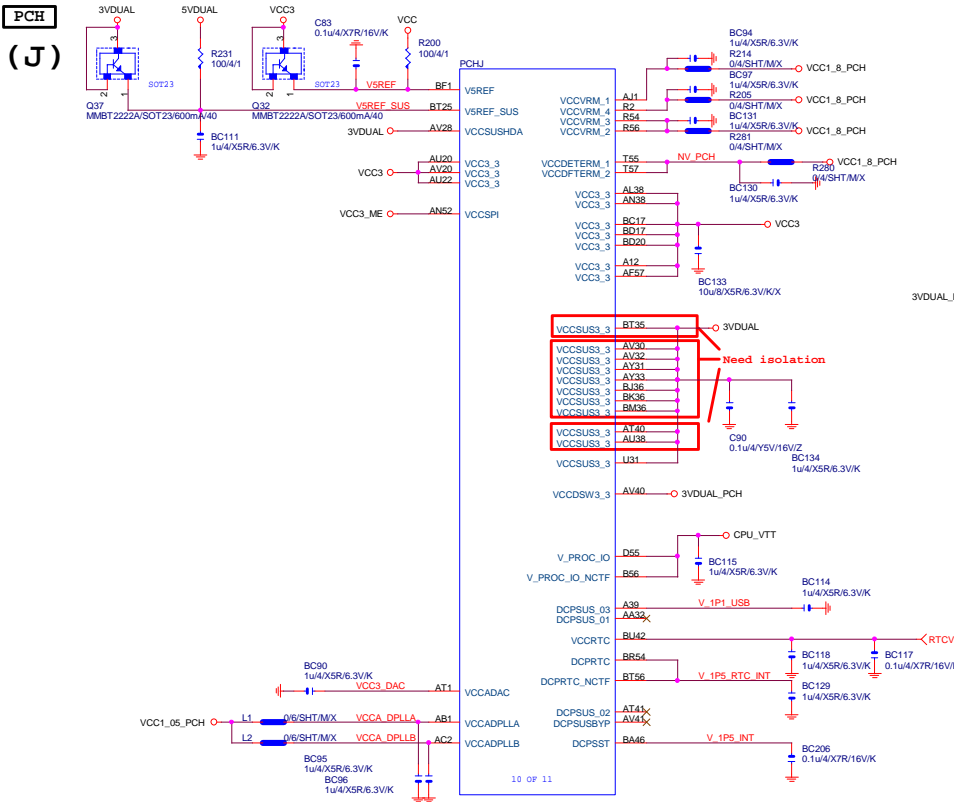 PCH
(J)
3VDUAL
5VDUAL
VCC3
C83
0.1u/4/X7R/16V/K
VCC
R231
100/4/1
R200
100/4/1
3
2
1
SOT23
3
2
1
SOT23
Q37
MMBT2222A/SOT23/600mA/40
Q32
MMBT2222A/SOT23/600mA/40
V5REF
BF1
V5REF
V5REF_SUS
BT25
V5REF_SUS
BC111
1u/4/X5R/6.3V/K
3VDUAL
AV28
VCCSUSHDA
VCC3
AU20
VCC3_3
AV20
VCC3_3
AU22
VCC3_3
VCC3_ME
AN52
VCCSPI
PCHJ
BC94
1u/4/X5R/6.3V/K
R214
0/4/SHT/M/X
VCC1_8_PCH
BC97
1u/4/X5R/6.3V/K
R205
0/4/SHT/M/X
VCC1_8_PCH
BC131
1u/4/X5R/6.3V/K
R281
0/4/SHT/M/X
VCC1_8_PCH
VCCVRM_1
AJ1
VCCVRM_4
R2
VCCVRM_3
R54
VCCVRM_2
R56
VCCDFTERM_1
T55
NV_PCH
VCCDFTERM_2
T57
VCC1_8_PCH
R280
0/4/SHT/M/X
BC130
1u/4/X5R/6.3V/K
VCC3_3
AL38
VCC3_3
AN38
VCC3_3
BC17
VCC3
VCC3_3
BD17
VCC3_3
BD20
VCC3_3
A12
VCC3_3
AF57
BC133
10u/8/X5R/6.3V/K/X
3VDUAL_
VCCSUS3_3
BT35
3VDUAL
VCCSUS3_3
AV30
VCCSUS3_3
AV32
Need isolation
VCCSUS3_3
AY31
VCCSUS3_3
AY33
VCCSUS3_3
BJ36
VCCSUS3_3
BK36
VCCSUS3_3
BM36
C90
0.1u/4/Y5V/16V/Z
BC134
1u/4/X5R/6.3V/K
VCCSUS3_3
AT40
VCCSUS3_3
AU38
VCCSUS3_3
U31
VCCDSW3_3
AV40
3VDUAL_PCH
CPU_VTT
V_PROC_IO
D55
V_PROC_IO_NCTF
B56
BC115
1u/4/X5R/6.3V/K
DCPSUS_03
A39
V_1P1_USB
BC114
1u/4/X5R/6.3V/K
DCPSUS_01
AA32
VCCRTC
BU42
RTCV
BC118
1u/4/X5R/6.3V/K
BC117
0.1u/4/X7R/16V/
DCPRTC
BR54
DCPRTC_NCTF
BT56
V_1P5_RTC_INT
BC129
1u/4/X5R/6.3V/K
DCPSUS_02
AT41
DCPSUSBYP
AV41
DCPSST
BA46
V_1P5_INT
BC206
0.1u/4/X7R/16V/K
BC90
1u/4/X5R/6.3V/K
VCC3_DAC
AT1
VCCADAC
VCC1_05_PCH
L1
0/6/SHT/M/X
VCCA_DPLLA
AB1
VCCADPLLA
L2
0/6/SHT/M/X
VCCA_DPLLB
AC2
VCCADPLLB
BC95
1u/4/X5R/6.3V/K
BC96
1u/4/X5R/6.3V/K
10 OF 11